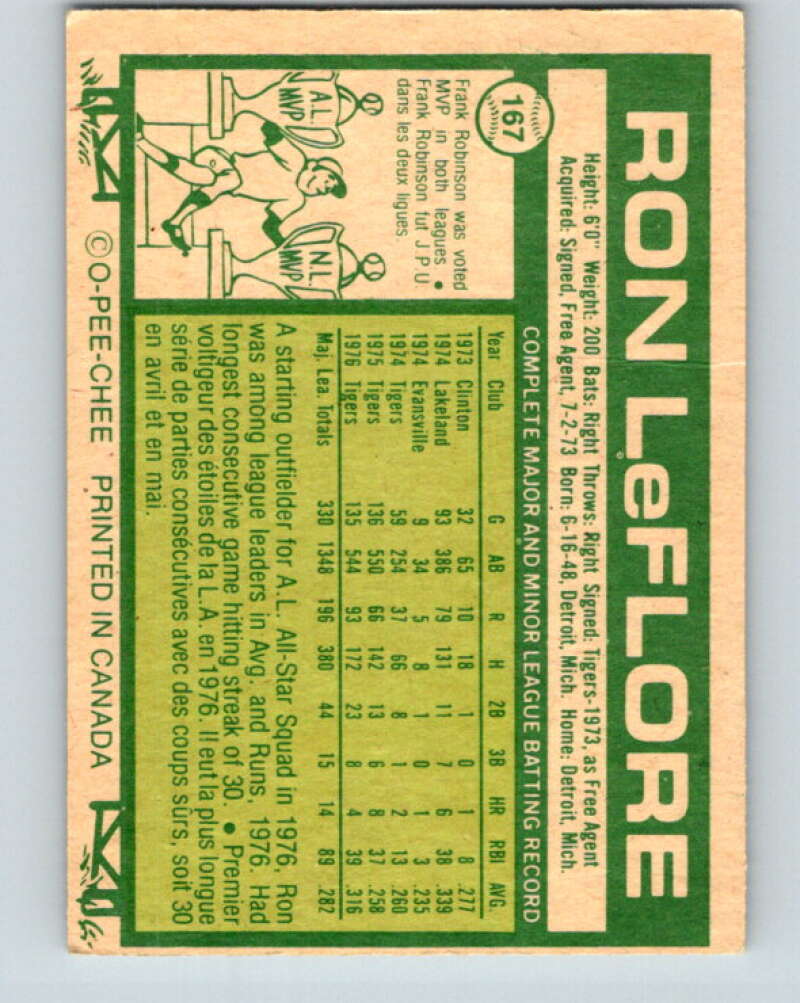 RON LeFLORE
167
Height: 6'0" Weight: 200 Bats: Right Throws: Right Signed: Tigers-1973, as Free Agent
Acquired: Signed, Free Agent, 7-2-73 Born: 6-16-48, Detroit, Mich. Home: Detroit, Mich.
Frank Robinson was voted
MVP in both leagues •
Frank Robinson fut J.P.U
dans les deux ligues.
A.L.
MVP
N.L.
MVP
COMPLETE MAJOR AND MINOR LEAGUE BATTING RECORD
Year Club G AB R H 2B 3B HR RBI AVG.
1973 Clinton 32 65 10 18 1 0 1 8 .277
1974 Lakeland 93 386 79 131 11 7 6 38 .339
1974 Evansville 9 34 5 8 1 0 1 3 .235
1974 Tigers 59 254 37 66 8 1 2 13 .260
1975 Tigers 136 550 66 142 13 6 8 37 .258
1976 Tigers 135 544 93 172 23 8 4 39 .316
Maj. Lea. Totals 330 1348 196 380 44 15 14 89 .282
A starting outfielder for A.L. All-Star Squad in 1976, Ron
was among league leaders in Avg. and Runs, 1976. Had
longest consecutive game hitting streak of 30. • Premier
voltigeur des étoiles de la L.A. en 1976. Il eut la plus longue
série de parties consécutives avec des coups sûrs, soit 30
en avril et en mai.
©O-PEE-CHEE PRINTED IN CANADA